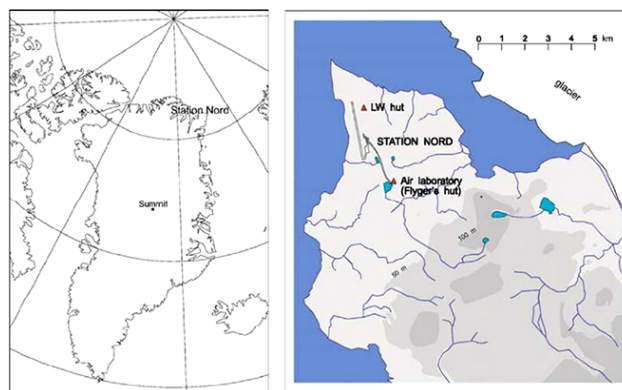 Station Nord
Summit
0 1 2 3 4 5 km
glacier
LW hut
STATION NORD
Air laboratory
(Flyger's hut)
100 m
50 m